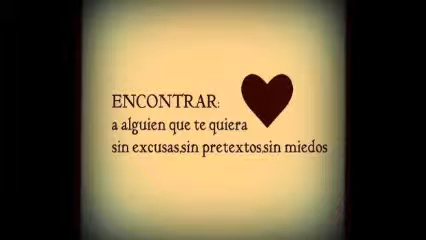 ENCONTRAR:
a alguien que te quiera
sin excusas,sin pretextos,sin miedos